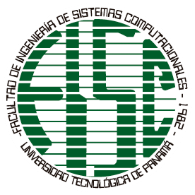 FACULTAD DE INGENIERÍA DE SISTEMAS COMPUTACIONALES - 1982 -
UNIVERSIDAD TECNOLÓGICA DE PANAMÁ
FISC